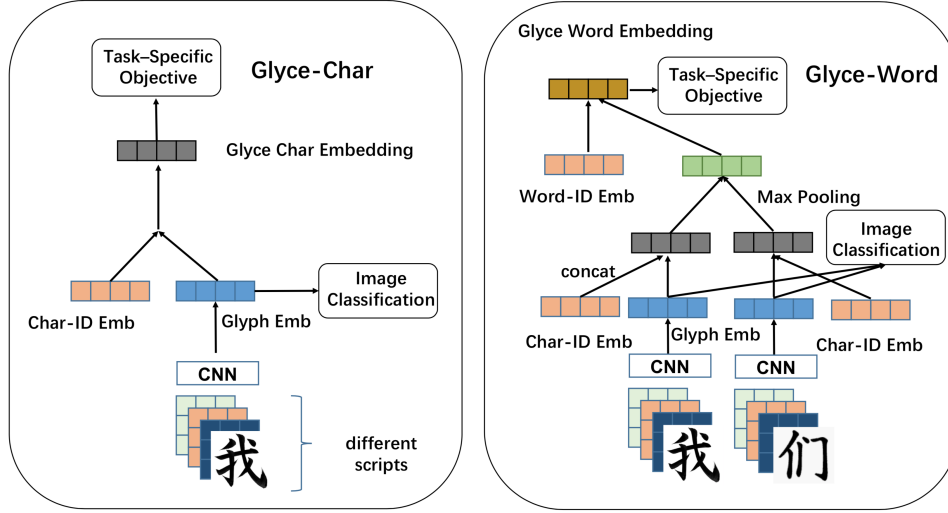 Task–Specific
Objective
Glyce-Char
Glyce Char Embedding
Image
Classification
Char-ID Emb
Glyph Emb
CNN
我
different
scripts
Glyce Word Embedding
Task–Specific
Objective
Glyce-Word
Word-ID Emb
Max Pooling
Image
Classification
concat
Char-ID Emb
Glyph Emb
Char-ID Emb
CNN
CNN
我
们